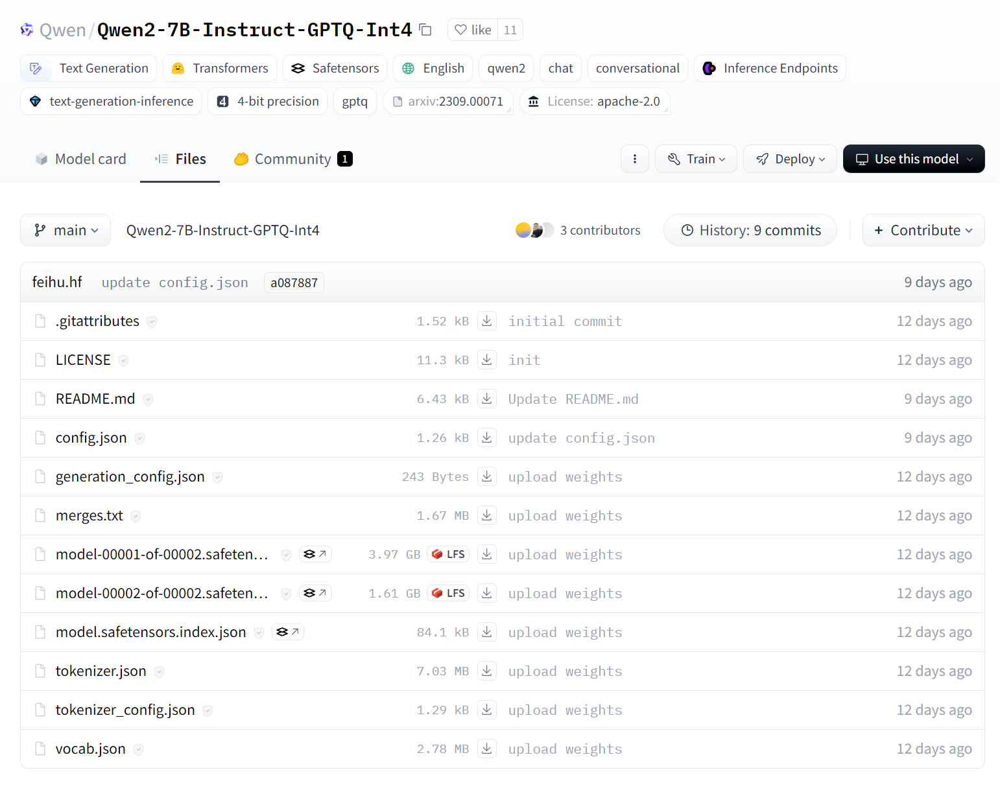 Qwen/Qwen2-7B-Instruct-GPTQ-Int4 like 11
Text Generation Transformers Safetensors English qwen2 chat conversational Inference Endpoints
text-generation-inference 4 4-bit precision gptq arxiv:2309.00071 License: apache-2.0
Model card Files Community 1 Train Deploy Use this model
main Qwen2-7B-Instruct-GPTQ-Int4 3 contributors History: 9 commits + Contribute
feihu.hf update config.json a087887 9 days ago
.gitattributes 1.52 kB initial commit 12 days ago
LICENSE 11.3 kB init 12 days ago
README.md 6.43 kB Update README.md 9 days ago
config.json 1.26 kB update config.json 9 days ago
generation_config.json 243 Bytes upload weights 12 days ago
merges.txt 1.67 MB upload weights 12 days ago
model-00001-of-00002.safeten... 3.97 GB LFS upload weights 12 days ago
model-00002-of-00002.safeten... 1.61 GB LFS upload weights 12 days ago
model.safetensors.index.json 84.1 kB upload weights 12 days ago
tokenizer.json 7.03 MB upload weights 12 days ago
tokenizer_config.json 1.29 kB upload weights 12 days ago
vocab.json 2.78 MB upload weights 12 days ago